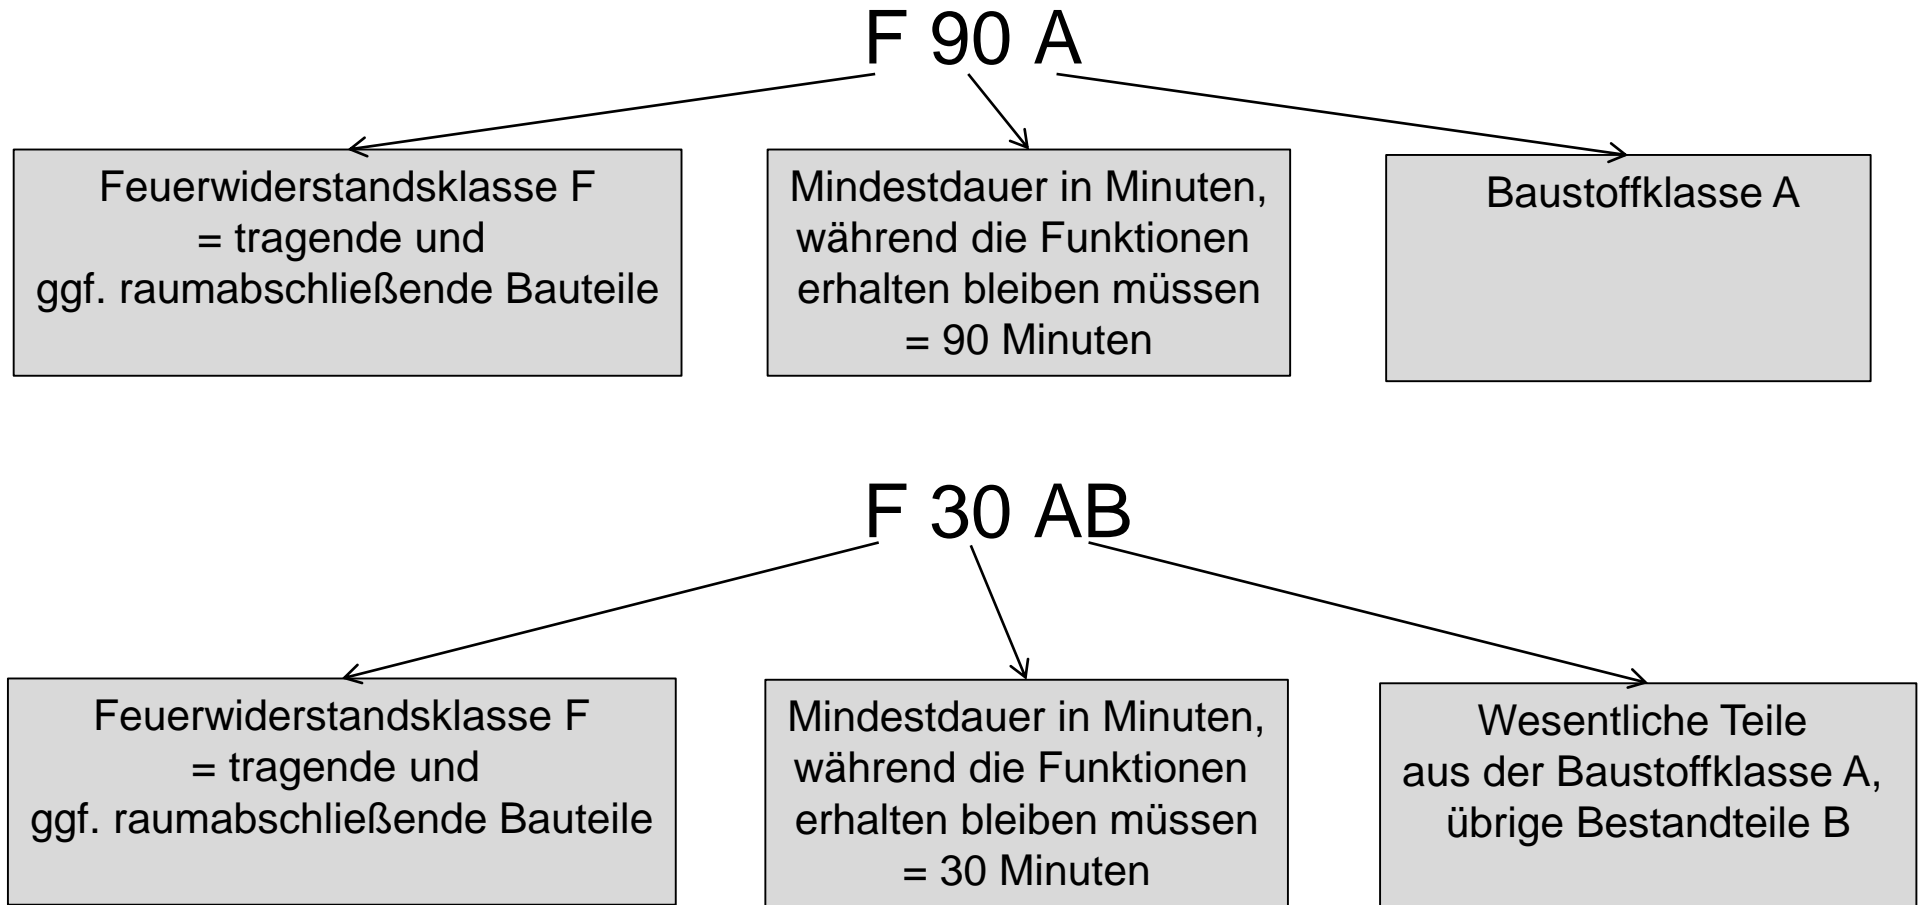 F 90 A
Feuerwiderstandsklasse F
= tragende und
ggf. raumabschließende Bauteile
Mindestdauer in Minuten,
während die Funktionen
erhalten bleiben müssen
= 90 Minuten
Baustoffklasse A
F 30 AB
Feuerwiderstandsklasse F
= tragende und
ggf. raumabschließende Bauteile
Mindestdauer in Minuten,
während die Funktionen
erhalten bleiben müssen
= 30 Minuten
Wesentliche Teile
aus der Baustoffklasse A,
übrige Bestandteile B